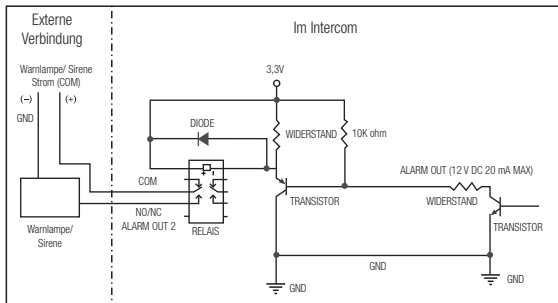 Externe
Verbindung
Im Intercom
Warnlampe/ Sirene
Strom (COM)
(–)
(+)
GND
3,3V
DIODE
WIDERSTAND
10K ohm
COM
ALARM OUT (12 V DC 20 mA MAX)
NO/NC
TRANSISTOR
WIDERSTAND
ALARM OUT 2
RELAIS
TRANSISTOR
Warnlampe/
Sirene
GND
GND
GND